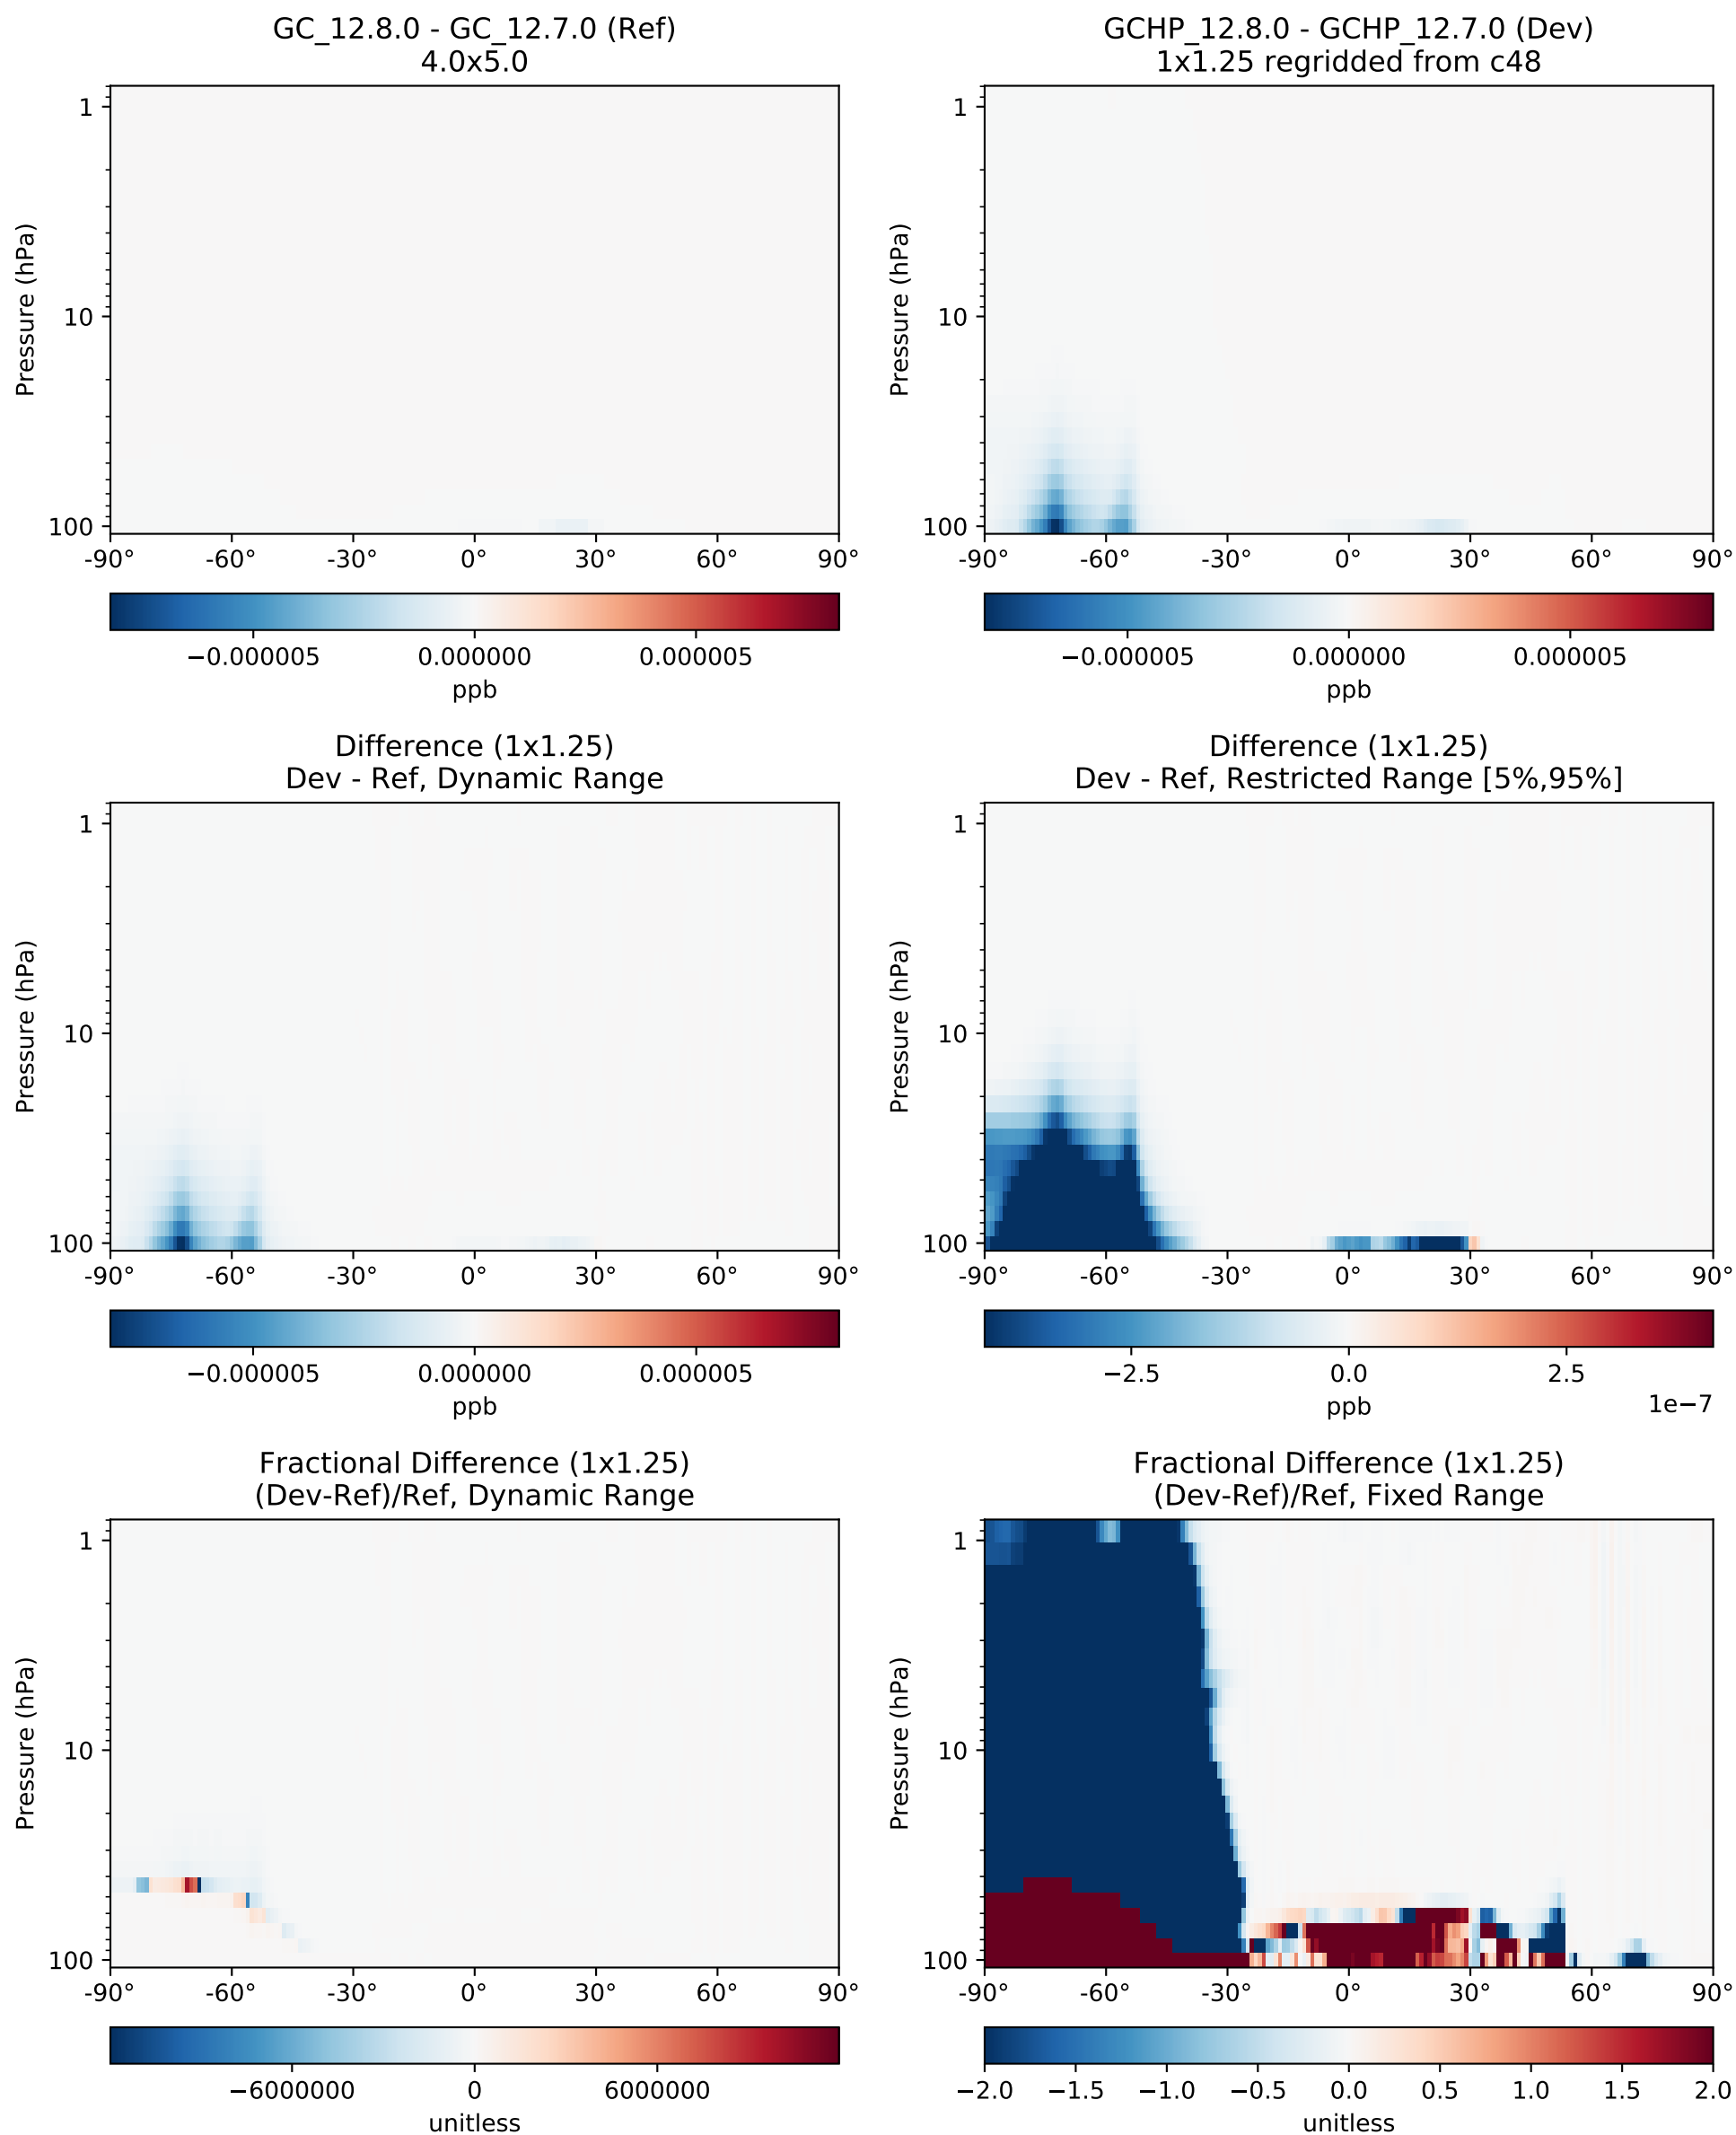 GC_12.8.0 - GC_12.7.0 (Ref)
4.0x5.0
Pressure (hPa)
1
10
100
-90° -60° -30° 0° 30° 60° 90°
−0.000005 0.000000 0.000005
ppb
GCHP_12.8.0 - GCHP_12.7.0 (Dev)
1x1.25 regridded from c48
Pressure (hPa)
1
10
100
-90° -60° -30° 0° 30° 60° 90°
−0.000005 0.000000 0.000005
ppb
Difference (1x1.25)
Dev - Ref, Dynamic Range
Pressure (hPa)
1
10
100
-90° -60° -30° 0° 30° 60° 90°
−0.000005 0.000000 0.000005
ppb
Difference (1x1.25)
Dev - Ref, Restricted Range [5%,95%]
Pressure (hPa)
1
10
100
-90° -60° -30° 0° 30° 60° 90°
−2.5 0.0 2.5
ppb
1e−7
Fractional Difference (1x1.25)
(Dev-Ref)/Ref, Dynamic Range
Pressure (hPa)
1
10
100
-90° -60° -30° 0° 30° 60° 90°
−6000000 0 6000000
unitless
Fractional Difference (1x1.25)
(Dev-Ref)/Ref, Fixed Range
Pressure (hPa)
1
10
100
-90° -60° -30° 0° 30° 60° 90°
−2.0 −1.5 −1.0 −0.5 0.0 0.5 1.0 1.5 2.0
unitless